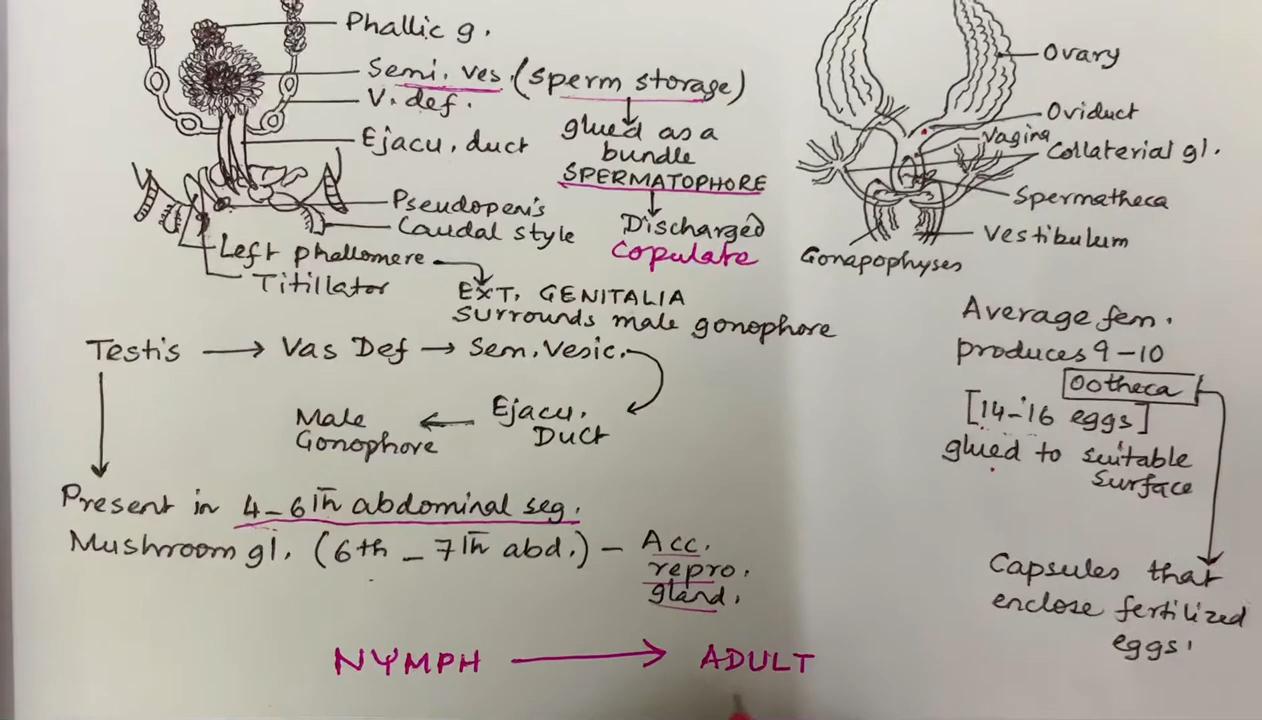 Phallic g.
Semi. ves. (Sperm storage)
V. def.
Ejacu. duct
glued as a
bundle
SPERMATOPHORE
Discharged
Copulate
Pseudopenis
Caudal style
Left phallomere
Titillator
EXT. GENITALIA
Surrounds male gonophore
Ovary
Oviduct
Vagina
Collaterial gl.
Spermatheca
Vestibulum
Gonapophyses
Testis → Vas Def → Sem. Vesic.
Ejacu.
Duct
Male
Gonophore
Present in 4-6th abdominal seg.
Mushroom gl. (6th - 7th abd.) - Acc.
repro.
gland.
NYMPH → ADULT
Average fem.
produces 9-10
Ootheca
[14-16 eggs]
glued to suitable
surface
Capsules that
enclose fertilized
eggs.